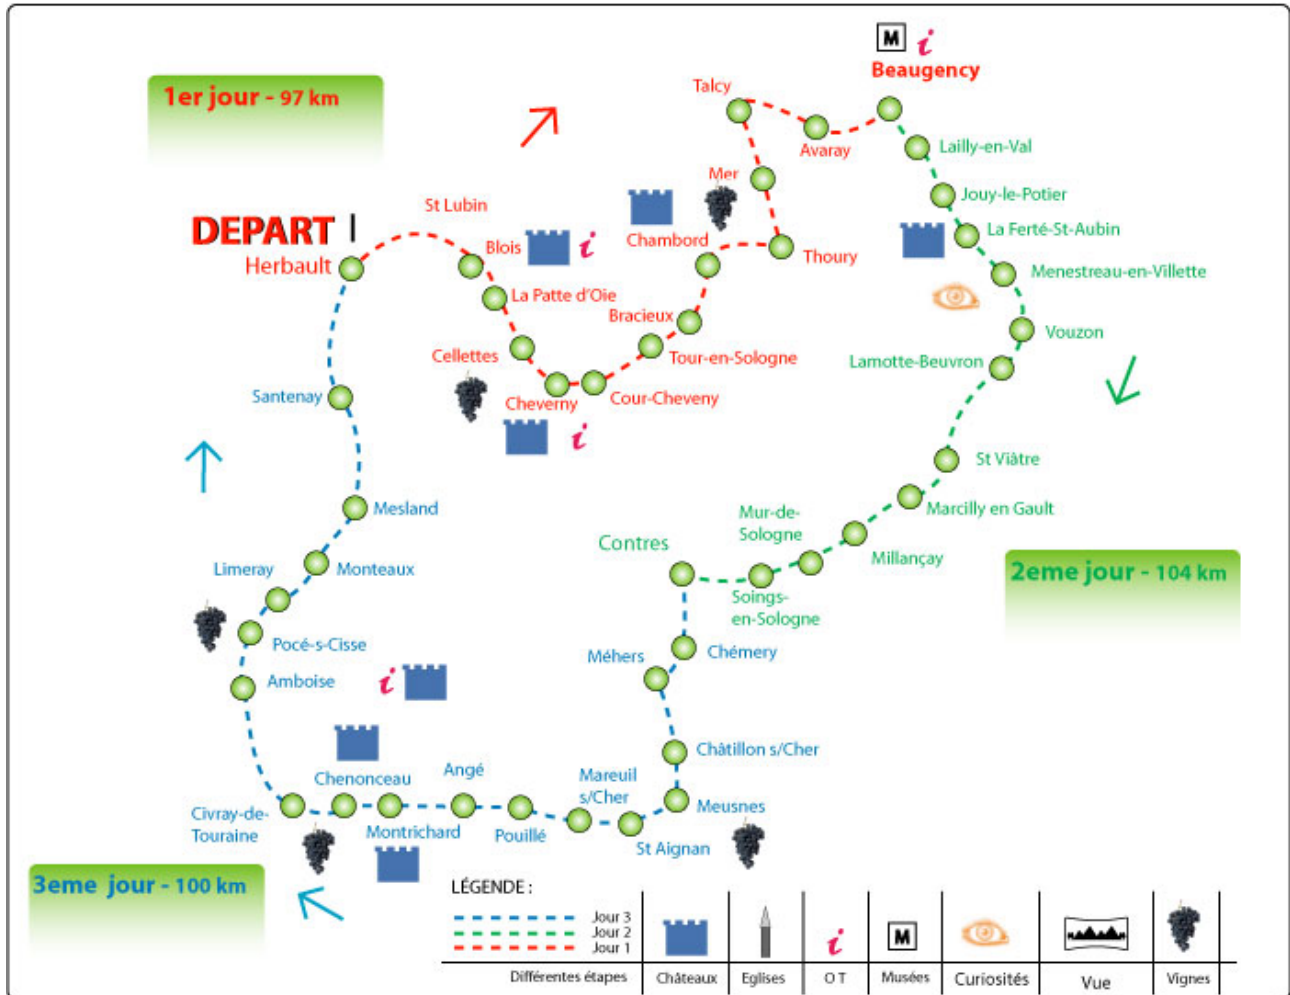 M i
Beaugency
1er jour - 97 km
Talcy
Avaray
Lailly-en-Val
Mer
Jouy-le-Potier
St Lubin
DEPART
Herbault
Blois
i
Chambord
Thoury
La Ferté-St-Aubin
Menestreau-en-Villette
La Patte d'Oie
Bracieux
Vouzon
Cellettes
Tour-en-Sologne
Lamotte-Beuvron
Santenay
Cheverny
Cour-Cheveny
i
St Viâtre
Mesland
Marcilly en Gault
Mur-de-
Sologne
Contres
Millançay
Limeray
Monteaux
2eme jour - 104 km
Soings-
en-Sologne
Pocé-s-Cisse
Méhers
Chémery
Amboise
i
Châtillon s/Cher
Chenonceau
Angé
Mareuil
s/Cher
Meusnes
Civray-de-
Touraine
Montrichard
Pouillé
St Aignan
3eme jour - 100 km
LÉGENDE :
Jour 3
Jour 2
Jour 1
i
M
Différentes étapes
Châteaux
Eglises
O T
Musées
Curiosités
Vue
Vignes